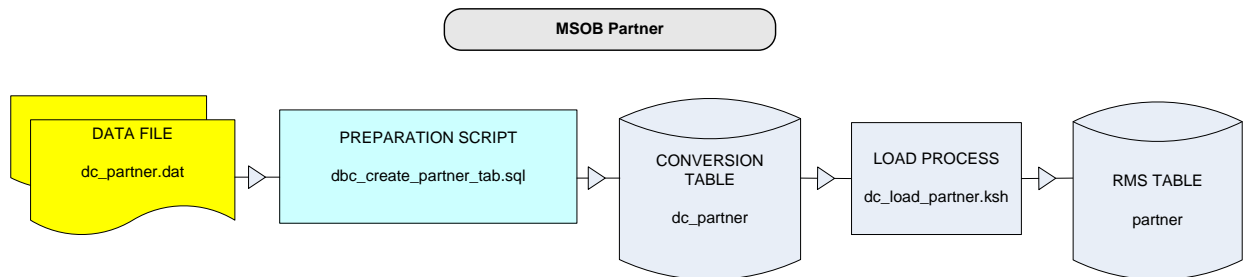 MSOB Partner
DATA FILE
dc_partner.dat
PREPARATION SCRIPT
dbc_create_partner_tab.sql
CONVERSION
TABLE
dc_partner
LOAD PROCESS
dc_load_partner.ksh
RMS TABLE
partner